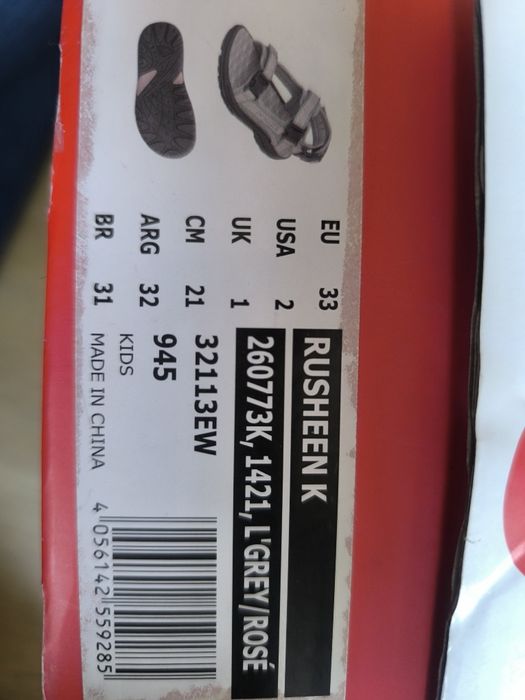 EU 33
USA 2
UK 1
CM 21
ARG 32
BR 31
RUSHEEN K
260773K, 1421, L'GREY/ROSÉ
32113EW
945
KIDS
MADE IN CHINA
4 056142 559285